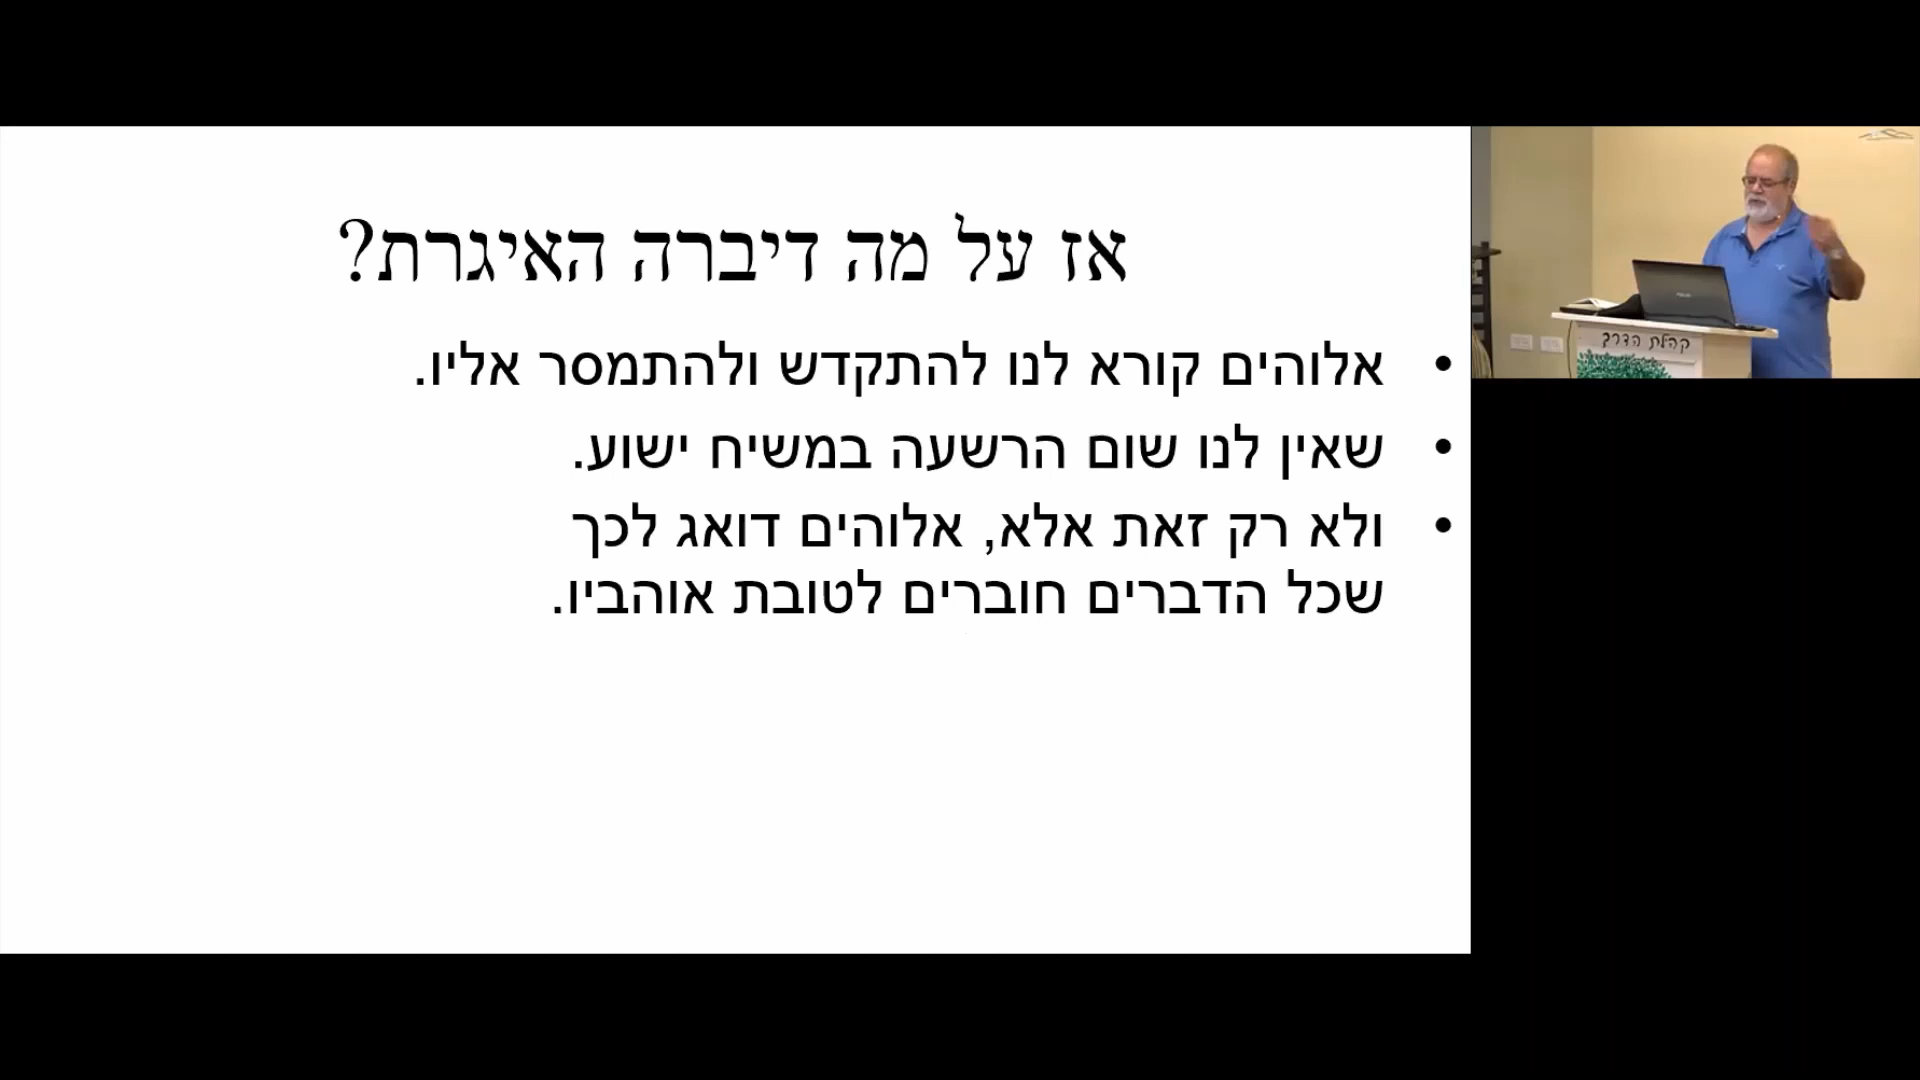 אז על מה דיברה האיגרת?
• אלוהים קורא לנו להתקדש ולהתמסר אליו.
• שאין לנו שום הרשעה במשיח ישוע.
• ולא רק זאת אלא, אלוהים דואג לכך
שכל הדברים חוברים לטובת אוהביו.
קהלת הדרך